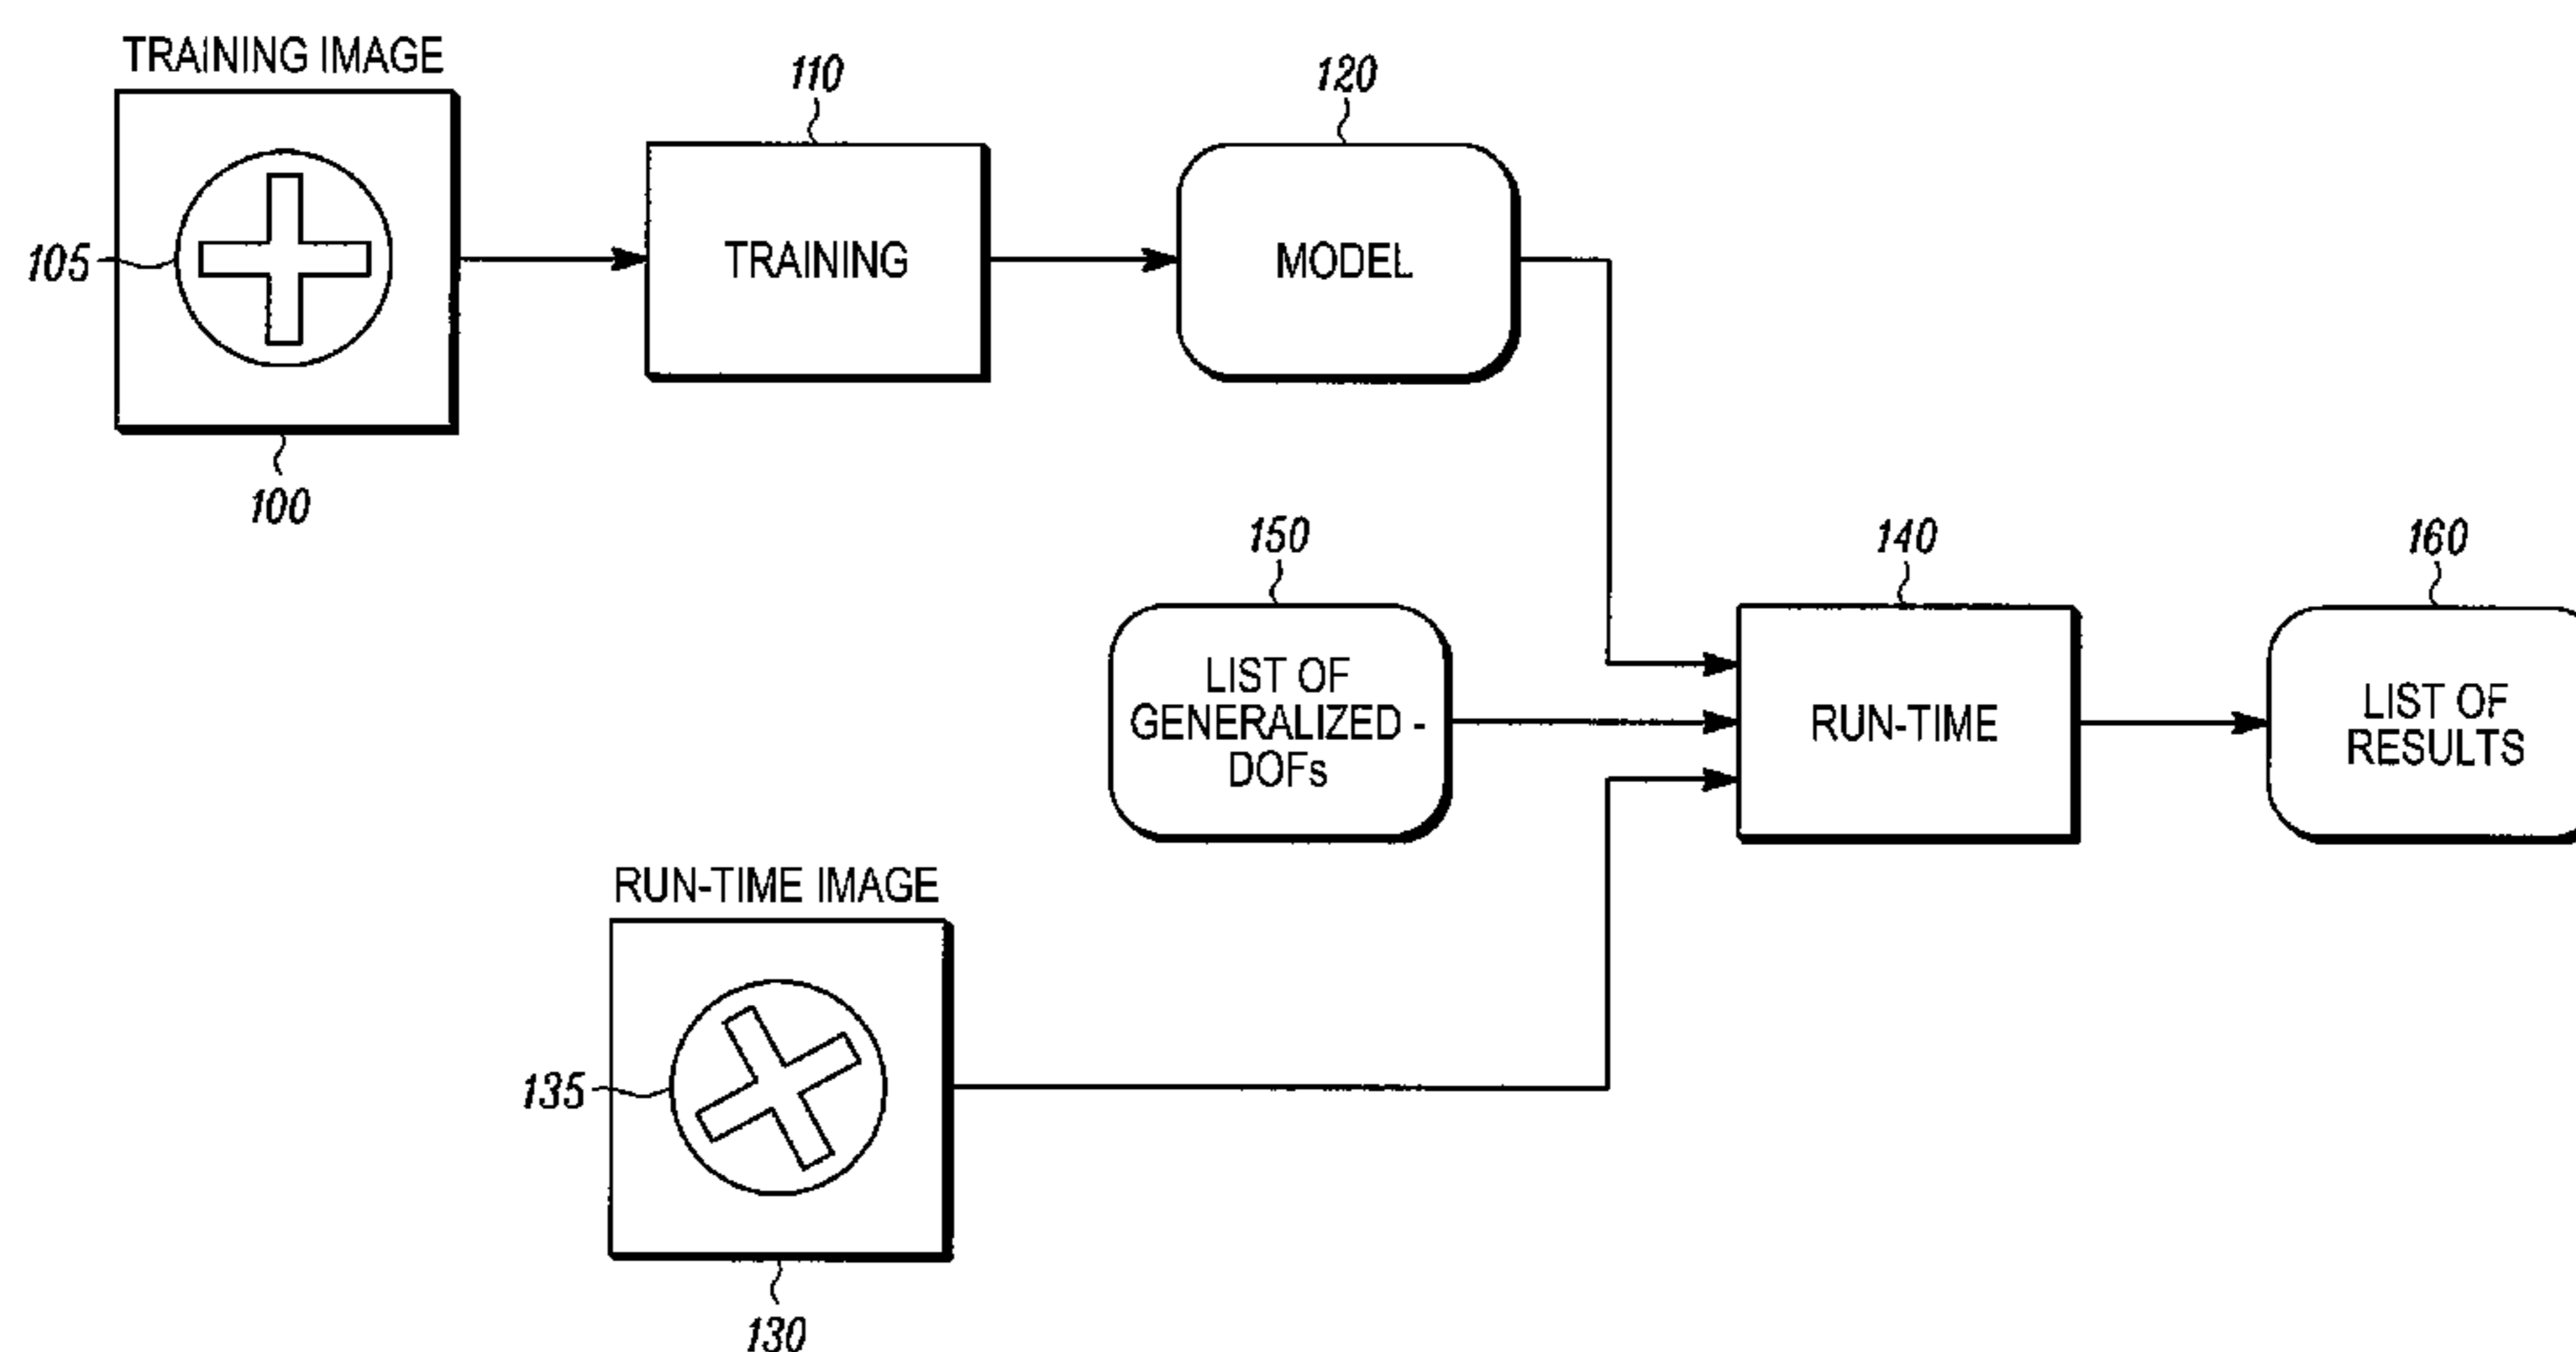 TRAINING IMAGE
110
120
105
TRAINING
MODEL
100
150
140
160
LIST OF
GENERALIZED -
DOFs
RUN-TIME
LIST OF
RESULTS
RUN-TIME IMAGE
135
130